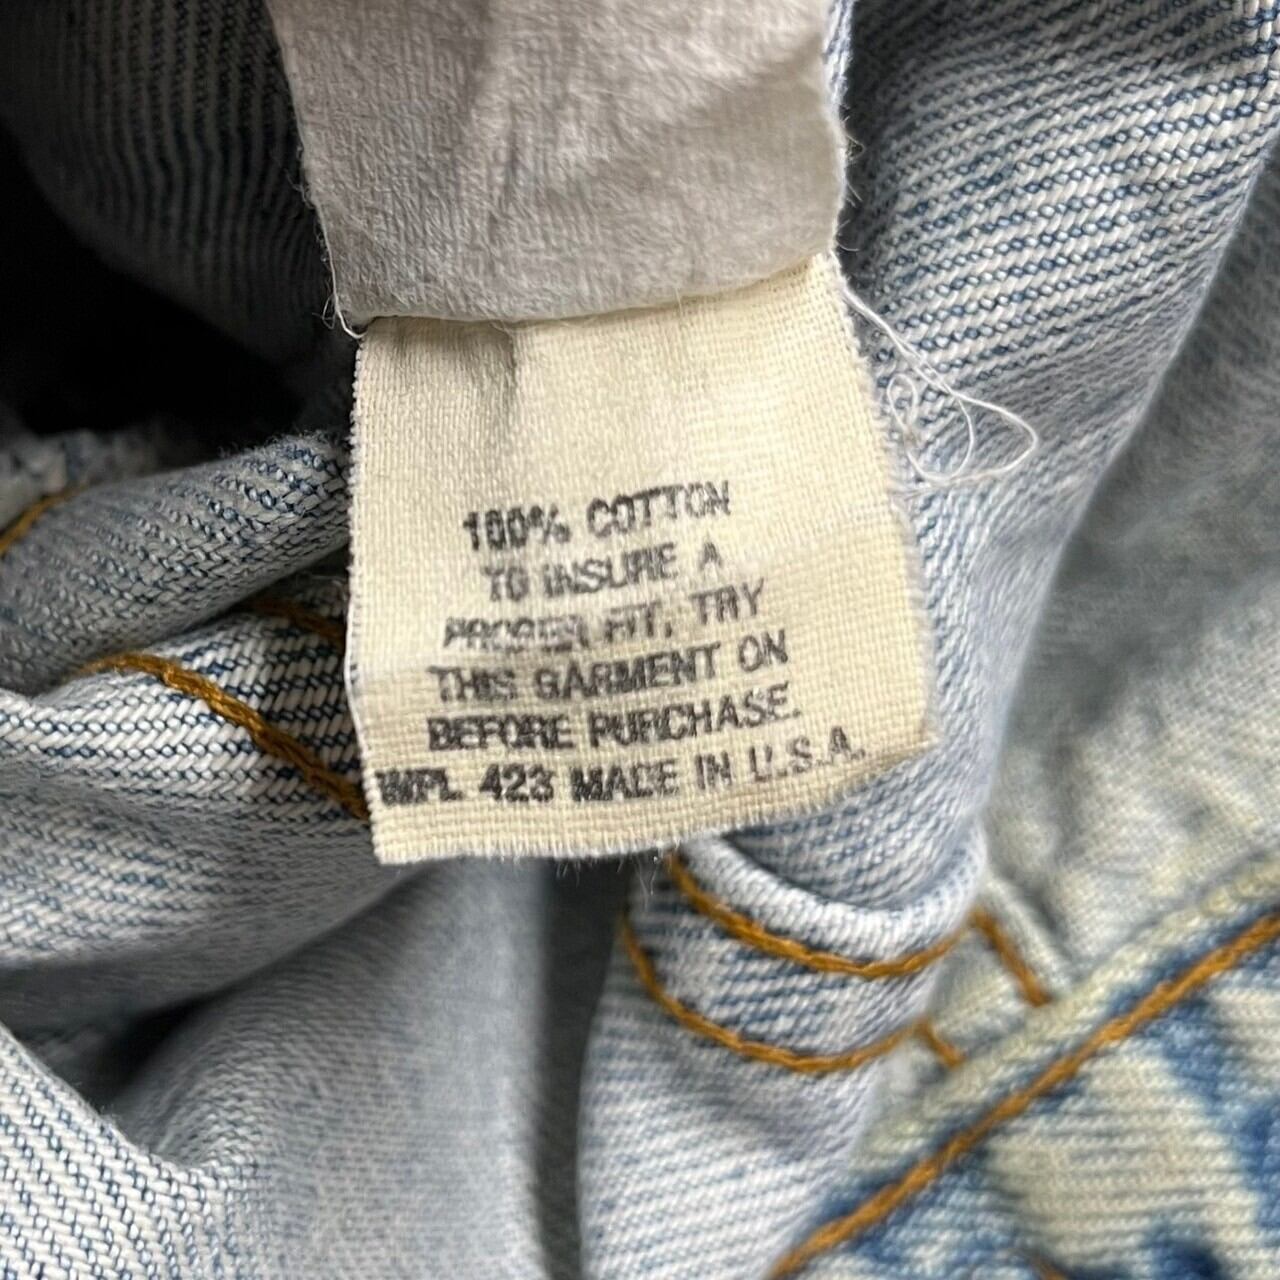 100% COTTON
TO INSURE A
PROPER FIT, TRY
THIS GARMENT ON
BEFORE PURCHASE.
WPL 423 MADE IN U.S.A.